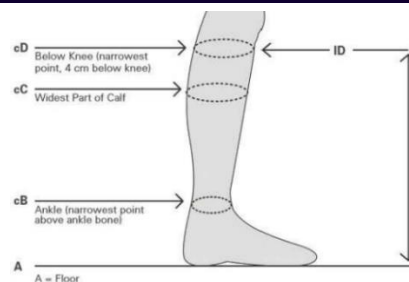 cD
Below Knee (narrowest
point, 4 cm below knee)
ID
cC
Widest Part of Calf
cB
Ankle (narrowest point
above ankle bone)
A
A = Floor